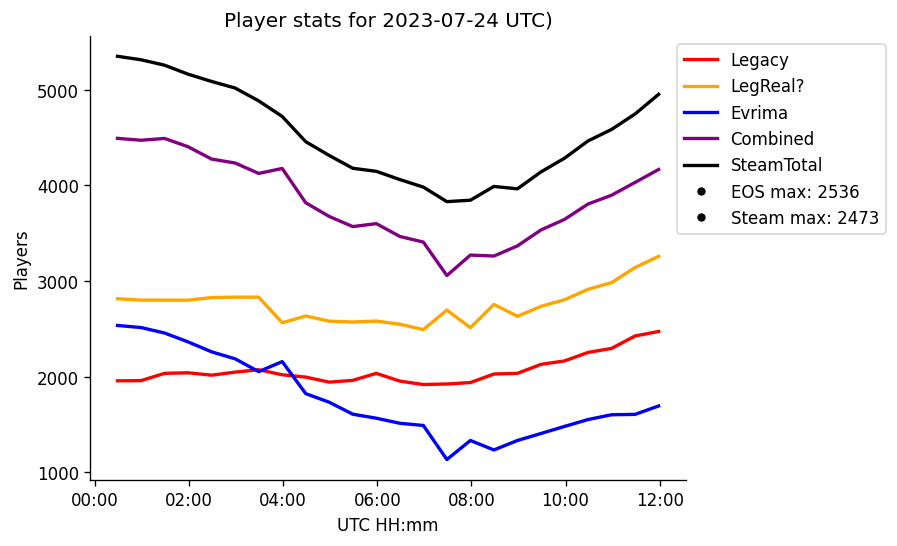 Player stats for 2023-07-24 UTC)
Legacy
LegReal?
Evrima
Combined
SteamTotal
EOS max: 2536
Steam max: 2473
Players
5000
4000
3000
2000
1000
00:00 02:00 04:00 06:00 08:00 10:00 12:00
UTC HH:mm